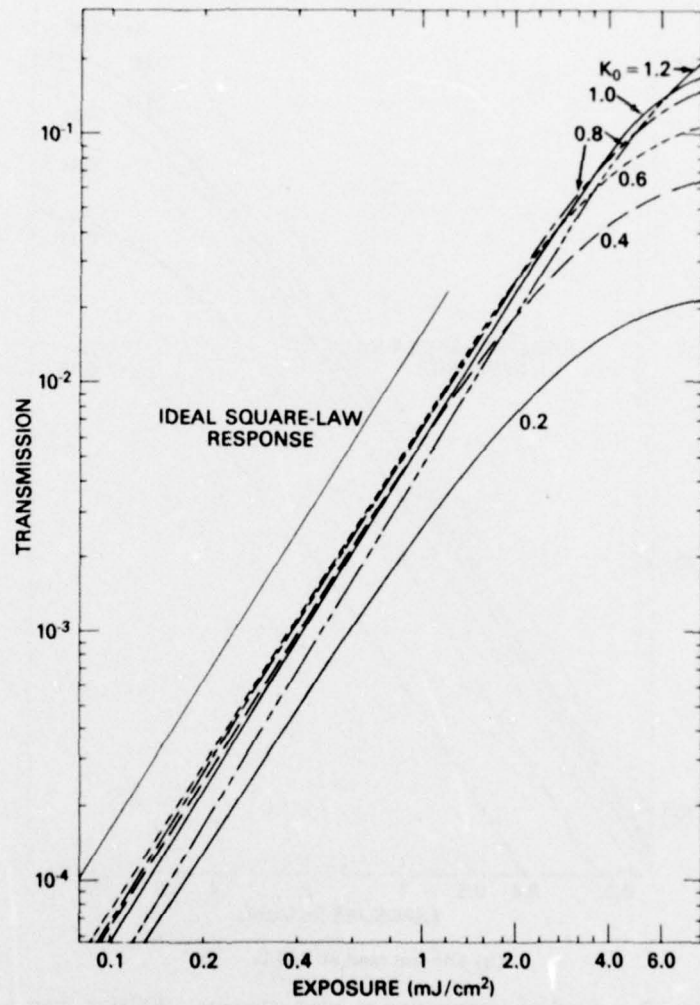 K₀ = 1.2
1.0
10⁻¹
0.8
0.6
0.4
10⁻²
IDEAL SQUARE-LAW
RESPONSE
0.2
TRANSMISSION
10⁻³
10⁻⁴
0.1 0.2 0.4 1.0 2.0 4.0 6.0
EXPOSURE (mJ/cm²)